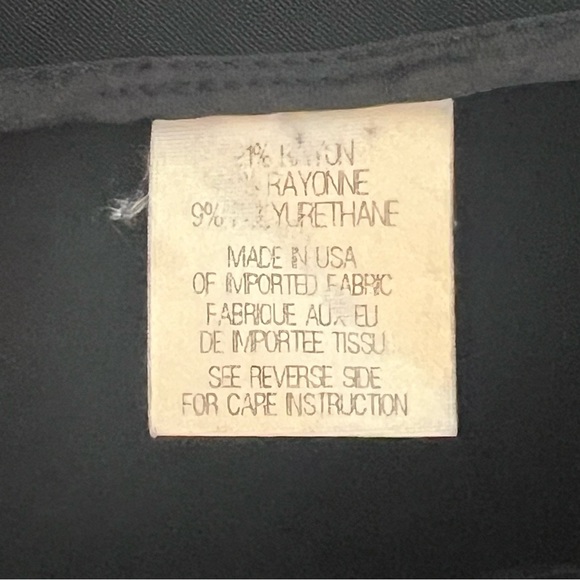 RAYONNE
9%
MADE IN USA
OF IMPORTED FABRIC
FABRIQUE AUX EU
DE IMPORTEE TISSU
SEE REVERSE SIDE
FOR CARE INSTRUCTION